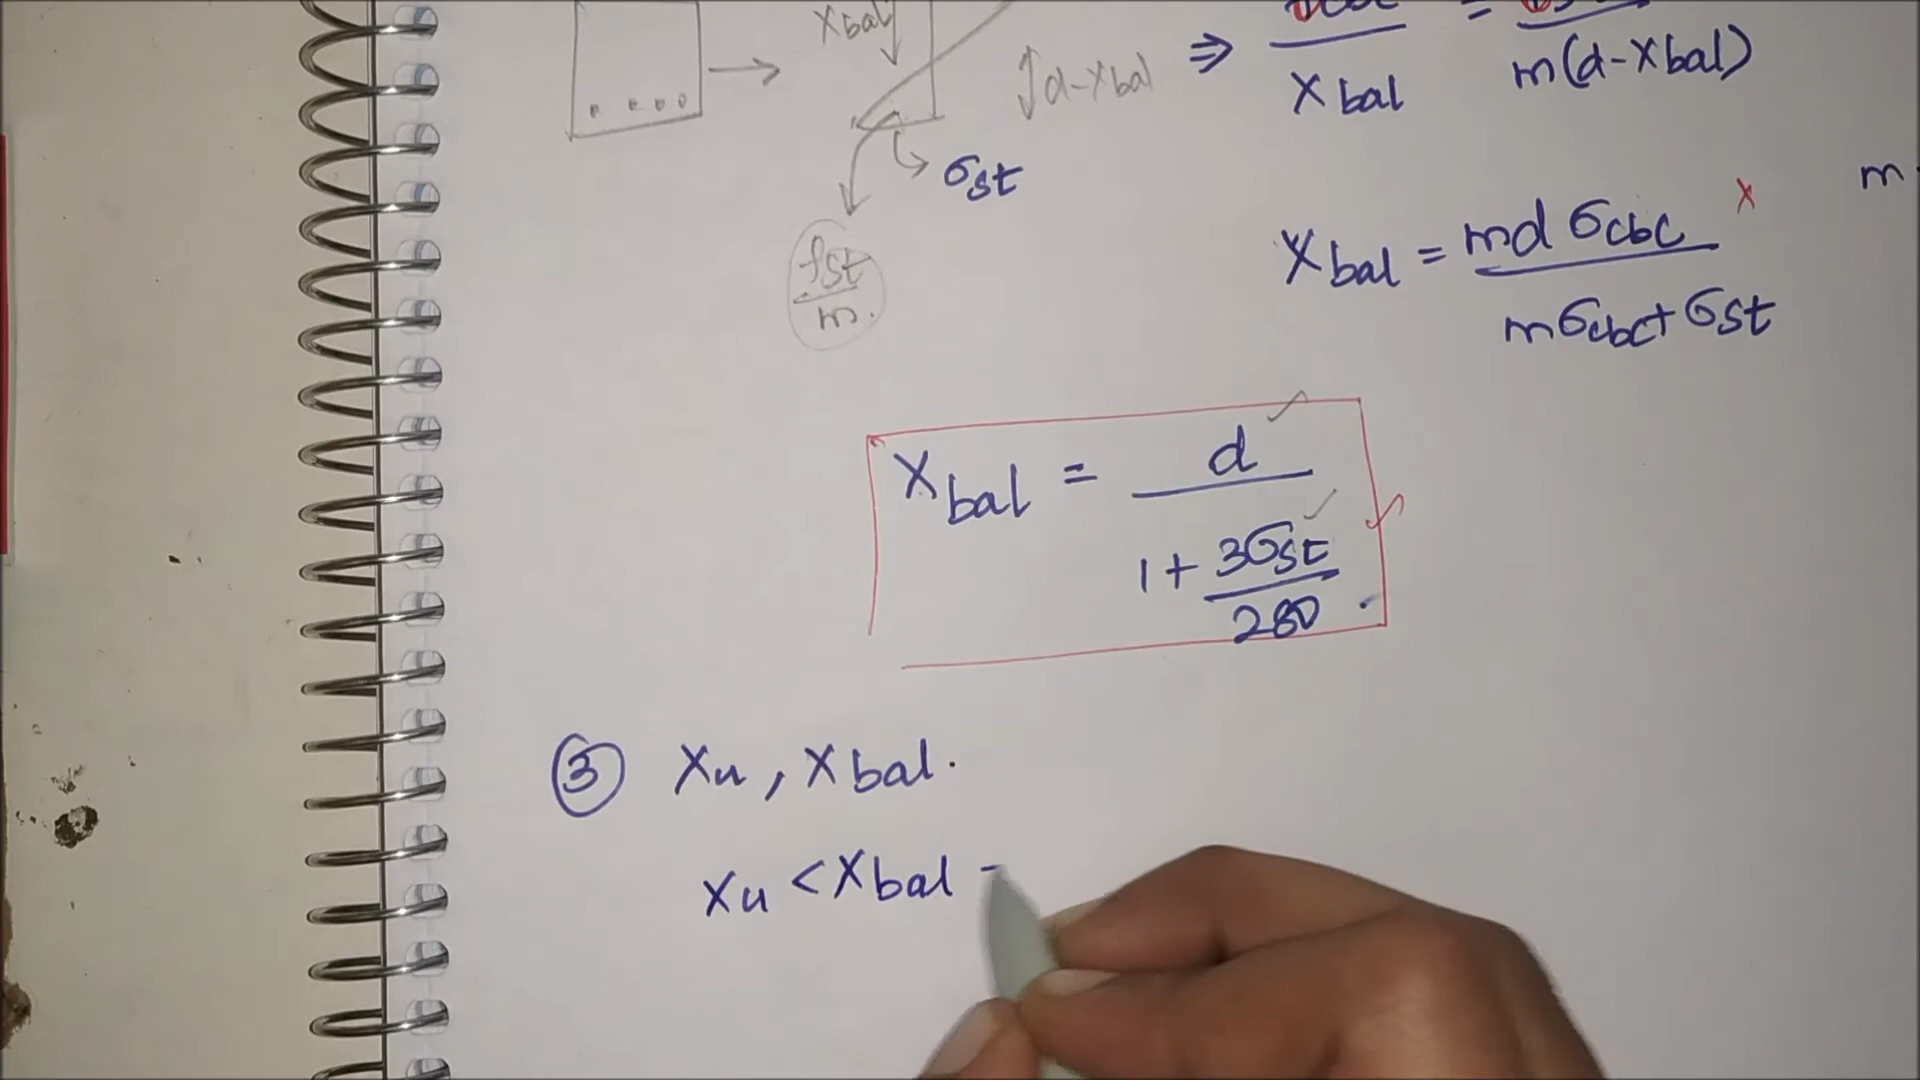 xbal
d-xbal
⇒
xbal
=
m(d-xbal)
σst
fst
m.
xbal = md σcbc x
mσcbc+σst
m
xbal = d
1 + 3σst
280
③ xu, xbal.
xu < xbal -